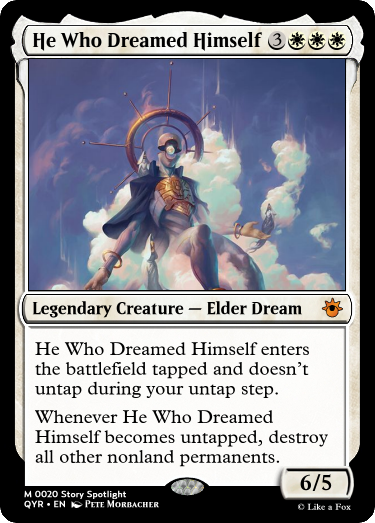 He Who Dreamed Himself 3
Legendary Creature — Elder Dream
He Who Dreamed Himself enters
the battlefield tapped and doesn't
untap during your untap step.
Whenever He Who Dreamed
Himself becomes untapped, destroy
all other nonland permanents.
6/5
M 0020 Story Spotlight
QYR • EN Pete Morbacher
© Like a Fox